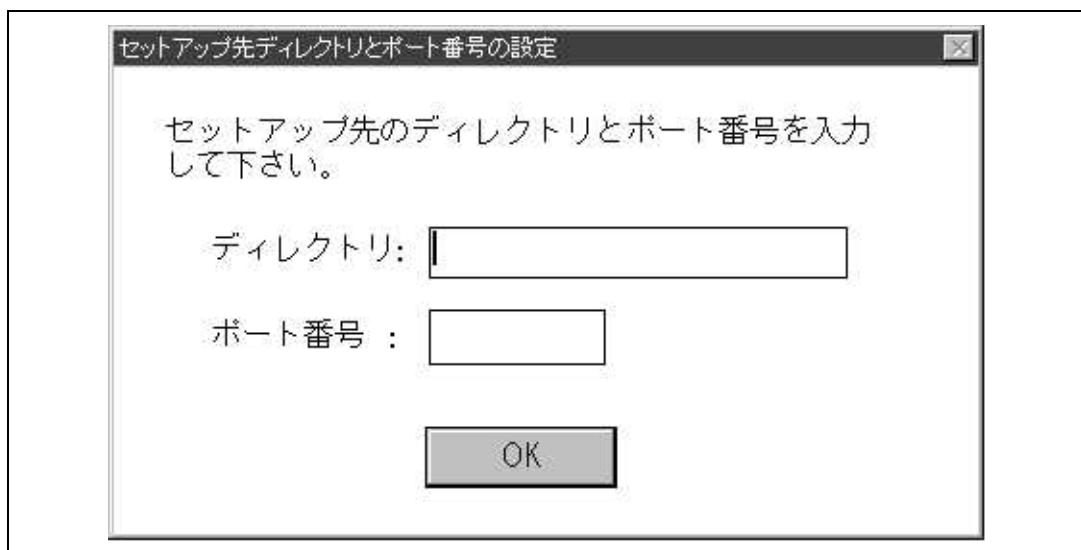 セットアップ先ディレクトリとポート番号の設定
セットアップ先のディレクトリとポート番号を入力
して下さい。
ディレクトリ:
ポート番号 :
OK